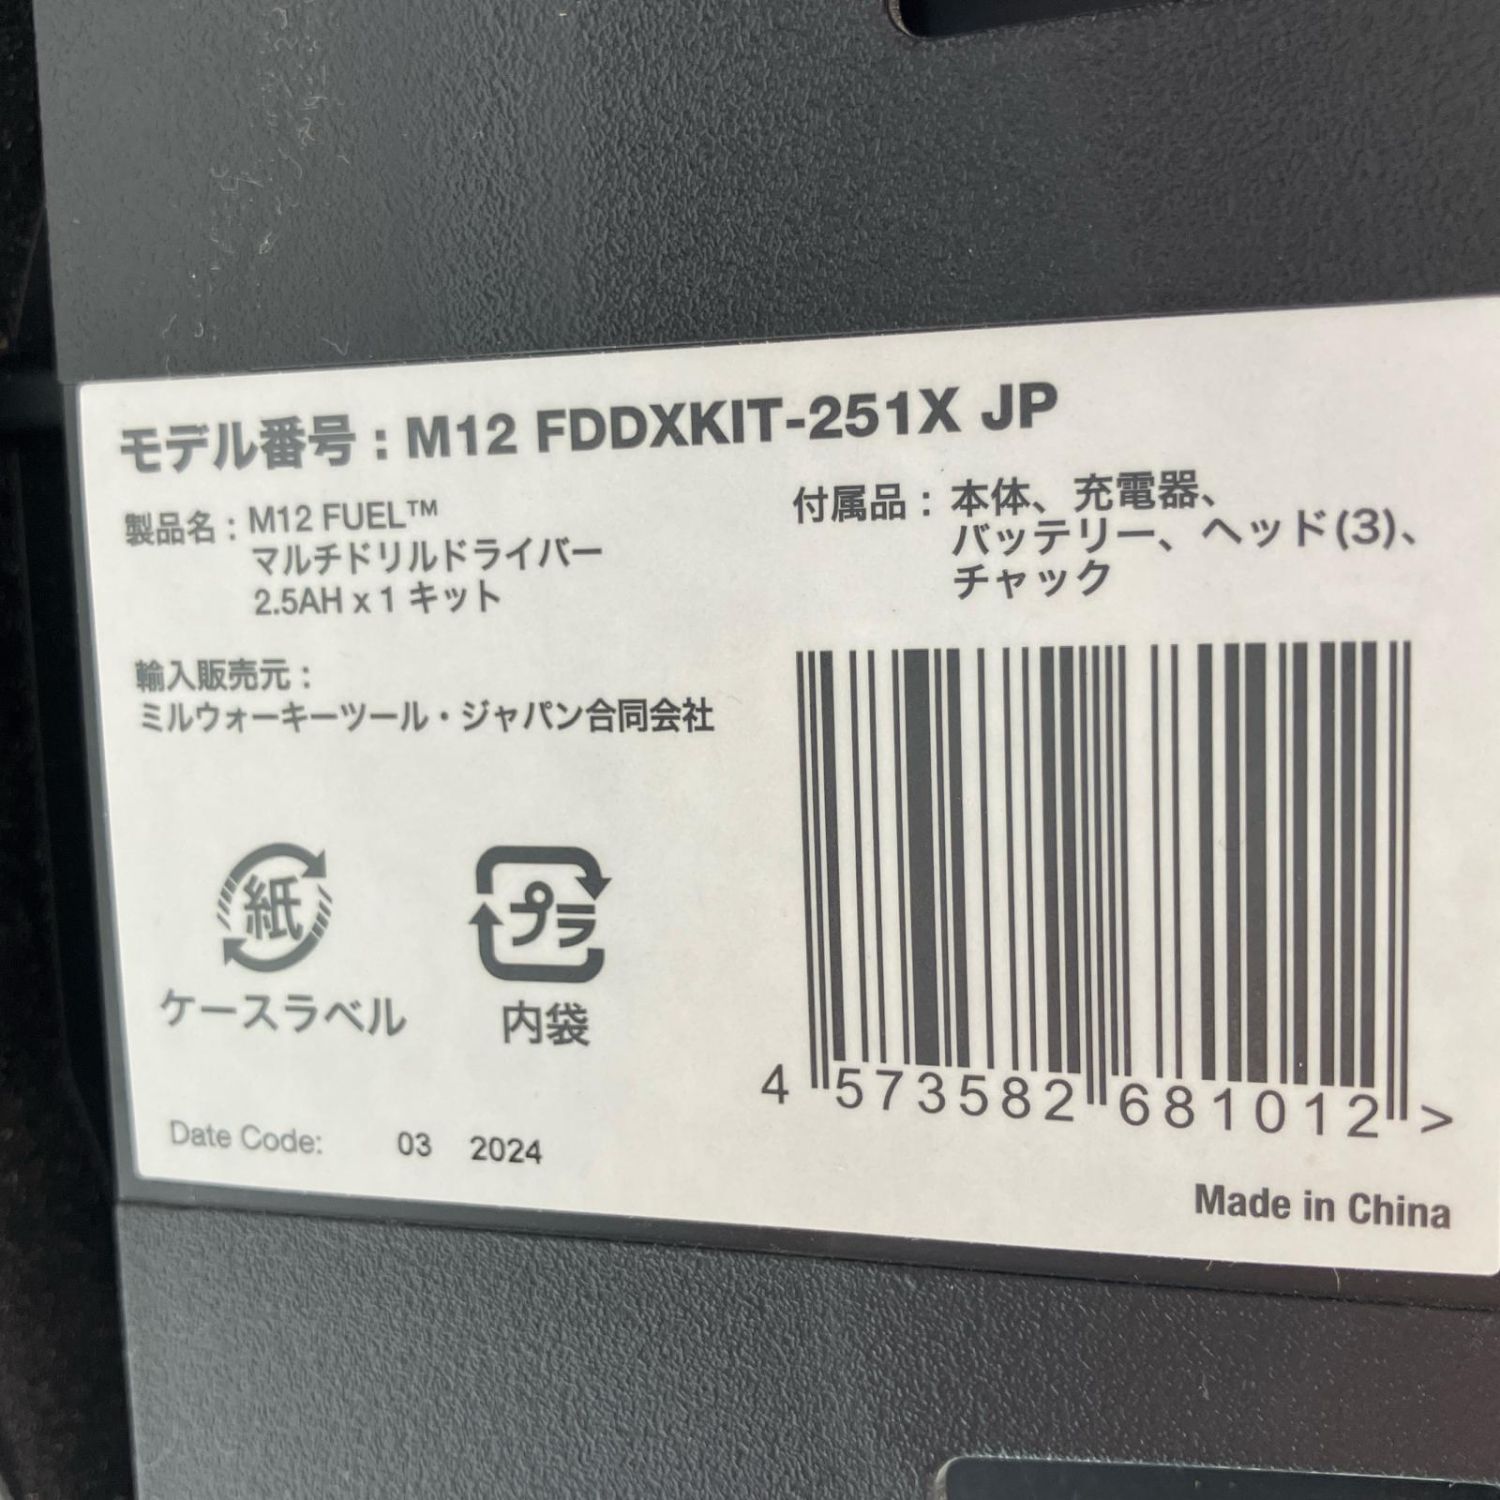 モデル番号：M12 FDDXKIT-251X JP
製品名：M12 FUEL™
マルチドリルドライバー
2.5AH x 1 キット
付属品：本体、充電器、
バッテリー、ヘッド(3)、
チャック
輸入販売元：
ミルウォーキーツール・ジャパン合同会社
紙
ケースラベル
プラ
内袋
4 573582 681012 >
Date Code: 03 2024
Made in China